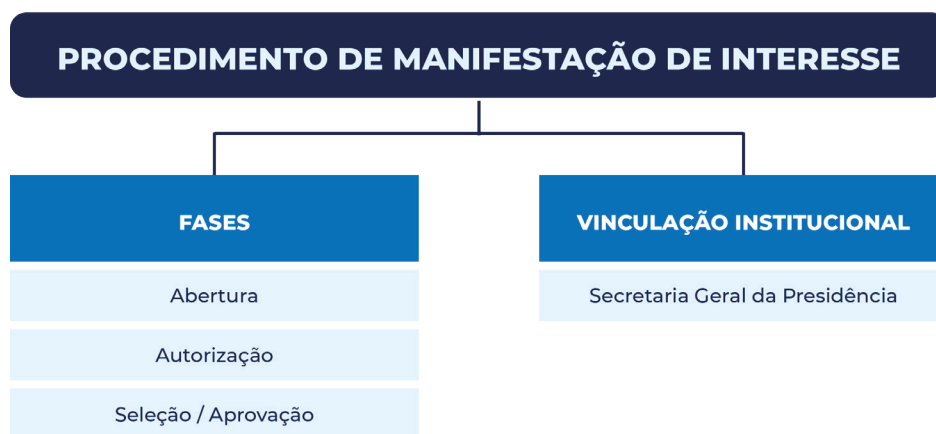 PROCEDIMENTO DE MANIFESTAÇÃO DE INTERESSE
FASES
Abertura
Autorização
Seleção / Aprovação
VINCULAÇÃO INSTITUCIONAL
Secretaria Geral da Presidência